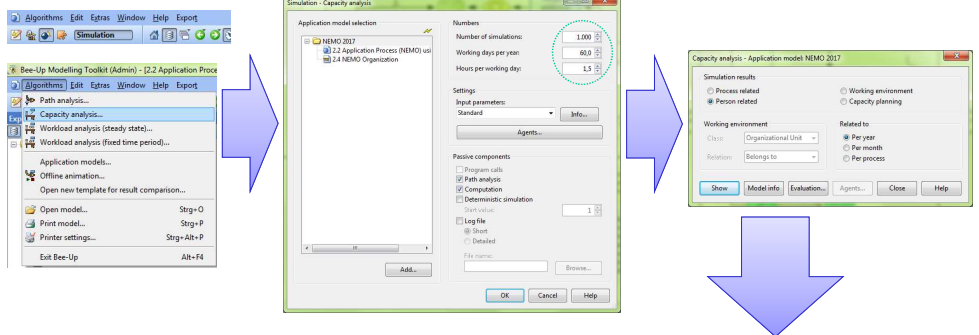 Algorithms Edit Extras Window Help Export
Simulation
Bee-Up Modelling Toolkit (Admin) - [2.2 Application Proce
Algorithms Edit Extras Window Help Export
Path analysis...
Capacity analysis...
Workload analysis (steady state)...
Workload analysis (fixed time period)...
Application models...
Offline animation...
Open new template for result comparison...
Open model... Strg+O
Print model... Strg+P
Printer settings... Strg+Alt+P
Exit Bee-Up Alt+F4
Simulation - Capacity analysis
Application model selection
NEMO 2017
2.2 Application Process (NEMO) usi
2.4 NEMO Organization
Add...
Numbers
Number of simulations: 1.000
Working days per year: 60,0
Hours per working day: 1,5
Settings
Input parameters:
Standard Info...
Agents...
Passive components
Program calls
Path analysis
Computation
Deterministic simulation
Start value: 1
Log file
Short
Detailed
File name:
Browse...
OK Cancel Help
Capacity analysis - Application model: NEMO 2017
Simulation results
Process related Working environment
Person related Capacity planning
Working environment
Class: Organizational Unit
Relation: Belongs to
Related to
Per year
Per month
Per process
Show Model info Evaluation... Agents... Close Help